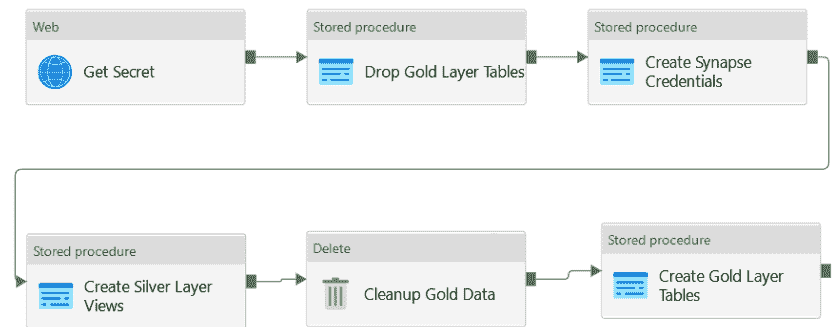 Web
Get Secret
Stored procedure
Drop Gold Layer Tables
Stored procedure
Create Synapse
Credentials
Stored procedure
Create Silver Layer
Views
Delete
Cleanup Gold Data
Stored procedure
Create Gold Layer
Tables